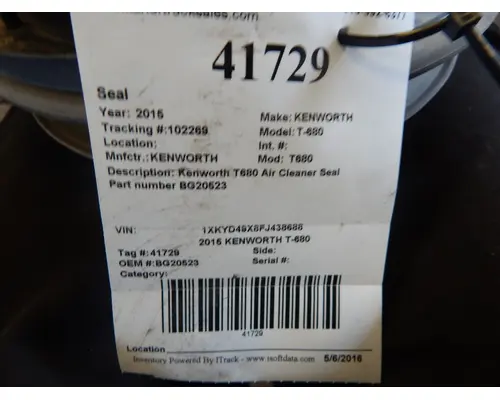 41729
Seal
Year: 2015 Make: KENWORTH
Tracking #:102269 Model: T-680
Location: Int. #:
Mnfctr.:KENWORTH Mod: T680
Description: Kenworth T680 Air Cleaner Seal
Part number BG20523
VIN: 1XKYD49X8FJ438686
2015 KENWORTH T-680
Tag #:41729 Side:
OEM #:BG20523 Serial #:
Category:
41729
Location
Inventory Powered By ITrack - www.isoftdata.com 5/6/2016